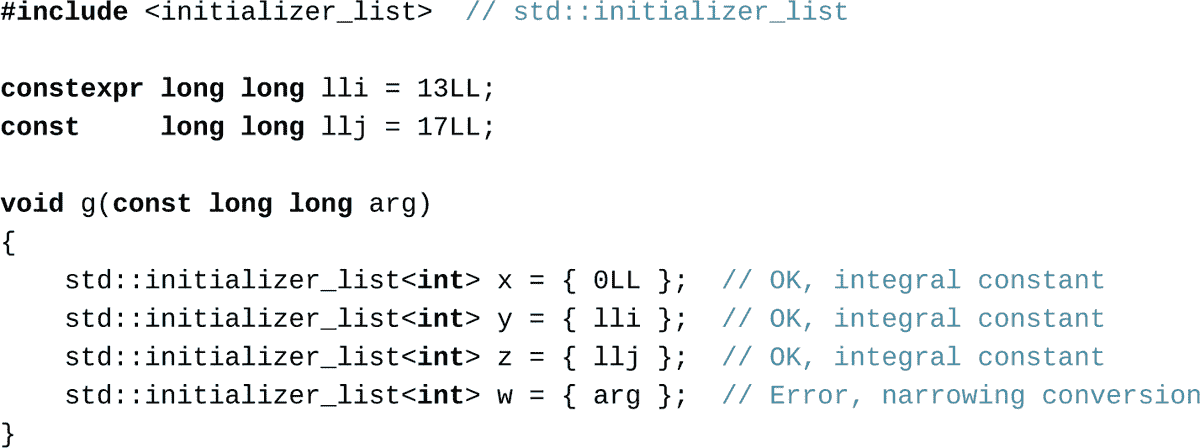 #include <initializer_list>  // std::initializer_list
constexpr long long lli = 13LL;
const     long long llj = 17LL;
void g(const long long arg)
{
    std::initializer_list<int> x = { 0LL };  // OK, integral constant
    std::initializer_list<int> y = { lli };  // OK, integral constant
    std::initializer_list<int> z = { llj };  // OK, integral constant
    std::initializer_list<int> w = { arg };  // Error, narrowing conversion
}